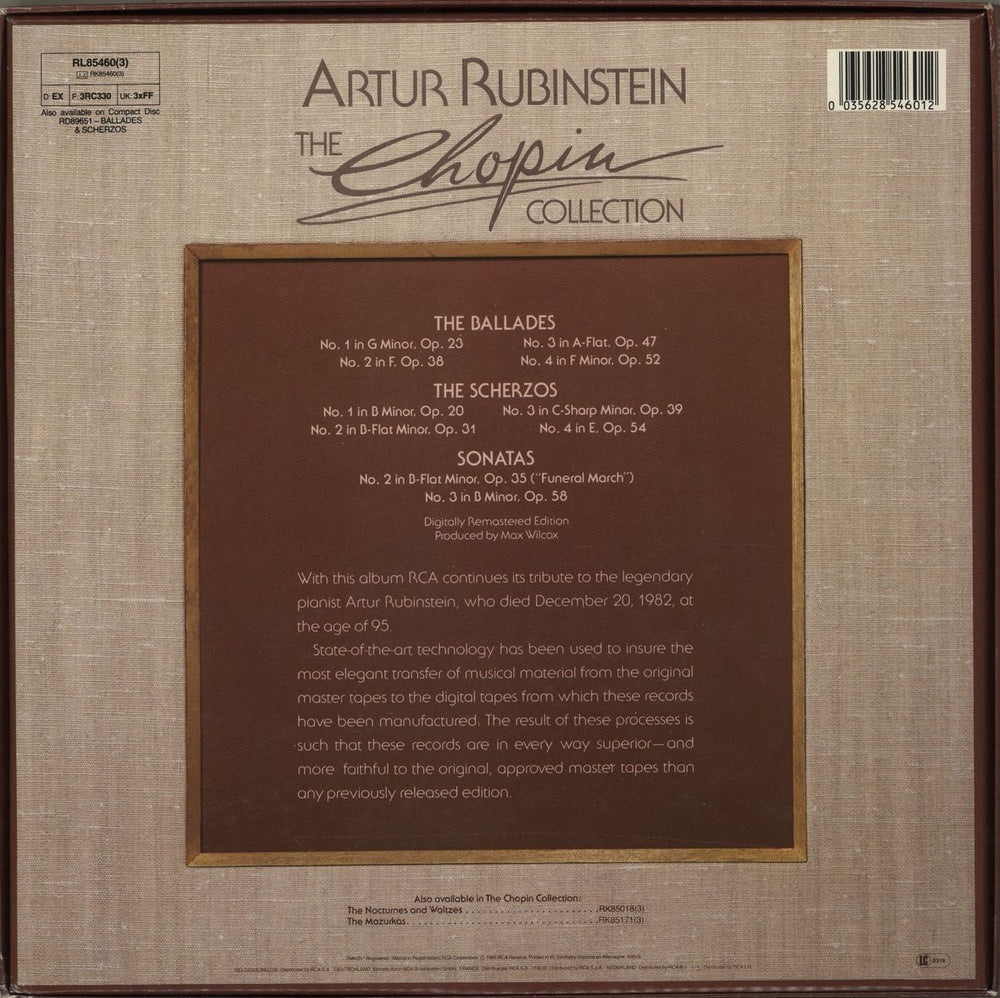 RL85460(3)
RK85460(3)
D: EX F: 3RC330 UK: 3xFF
Also available on Compact Disc
RD89651 – BALLADES
& SCHERZOS
0 035628 546012
ARTUR RUBINSTEIN
THE Chopin
COLLECTION
THE BALLADES
No. 1 in G Minor, Op. 23 No. 3 in A-Flat, Op. 47
No. 2 in F, Op. 38 No. 4 in F Minor, Op. 52
THE SCHERZOS
No. 1 in B Minor, Op. 20 No. 3 in C-Sharp Minor, Op. 39
No. 2 in B-Flat Minor, Op. 31 No. 4 in E, Op. 54
SONATAS
No. 2 in B-Flat Minor, Op. 35 ("Funeral March")
No. 3 in B Minor, Op. 58
Digitally Remastered Edition
Produced by Max Wilcox
With this album RCA continues its tribute to the legendary
pianist Artur Rubinstein, who died December 20, 1982, at
the age of 95.
State-of-the-art technology has been used to insure the
most elegant transfer of musical material from the original
master tapes to the digital tapes from which these records
have been manufactured. The result of these processes is
such that these records are in every way superior—and
more faithful to the original, approved master tapes than
any previously released edition.
Also available in The Chopin Collection:
The Nocturnes and Waltzes . . . . . . . . . . . . . . . . . . . . . . RK85018(3)
The Mazurkas . . . . . . . . . . . . . . . . . . . . . . . . . . . . . . . . RK85171(3)
LC 0316